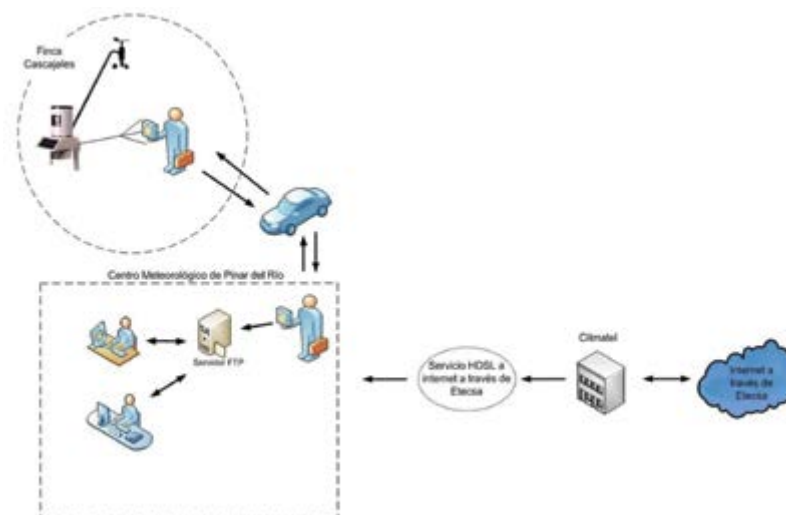 Finca
Cascajales
Centro Meteorológico de Pinar del Río
Servidor FTP
Servicio HDSL a
internet a través de
Etecsa
Citmatel
Internet a
través de
Etecsa